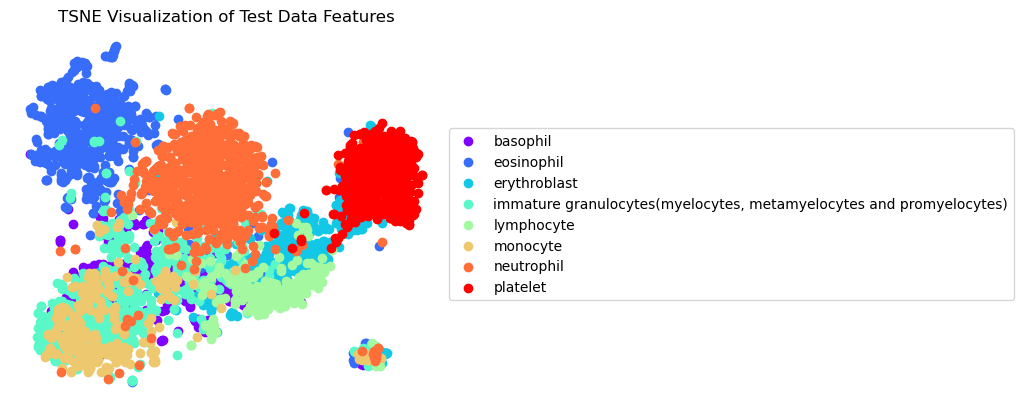 TSNE Visualization of Test Data Features
basophil
eosinophil
erythroblast
immature granulocytes(myelocytes, metamyelocytes and promyelocytes)
lymphocyte
monocyte
neutrophil
platelet